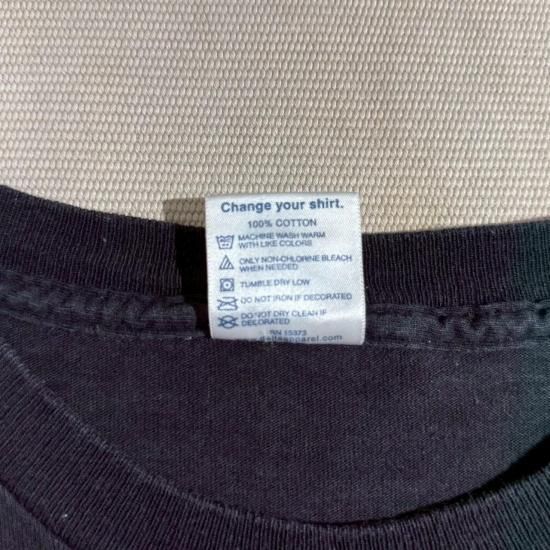 Change your shirt.
100% COTTON
MACHINE WASH WARM
WITH LIKE COLORS
ONLY NON-CHLORINE BLEACH
WHEN NEEDED
TUMBLE DRY LOW
DO NOT IRON IF DECORATED
DO NOT DRY CLEAN IF
DECORATED
RN 15373
www.deltaapparel.com